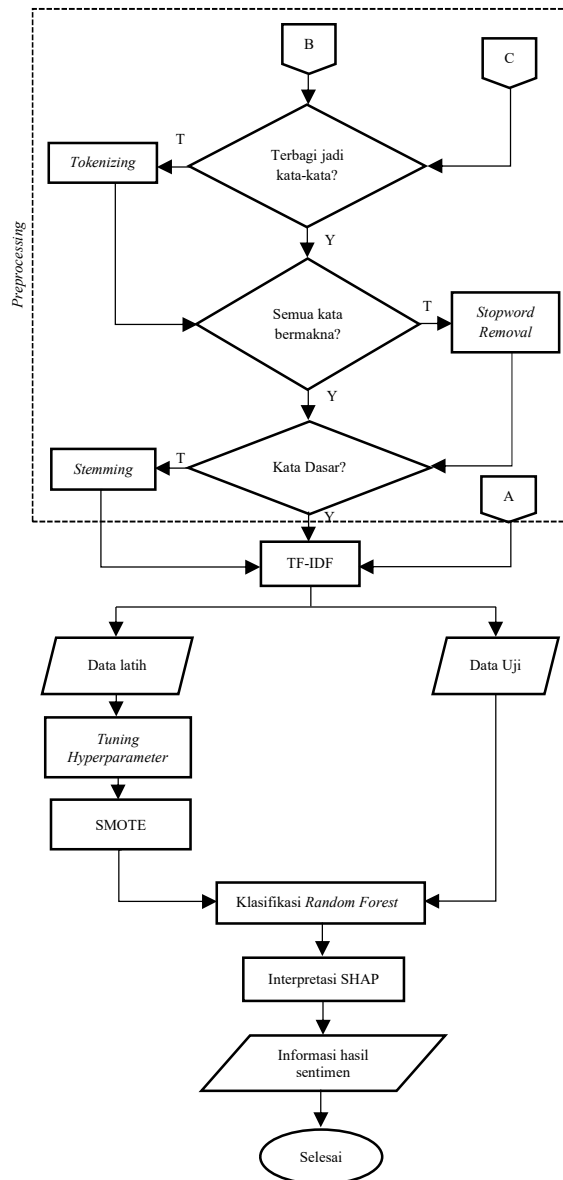 B
C
T
Terbagi jadi
kata-kata?
Tokenizing
Y
Preprocessing
Semua kata
bermakna?
T
Stopword
Removal
Y
Stemming
T
Kata Dasar?
A
Y
TF-IDF
Data latih
Data Uji
Tuning
Hyperparameter
SMOTE
Klasifikasi Random Forest
Interpretasi SHAP
Informasi hasil
sentimen
Selesai